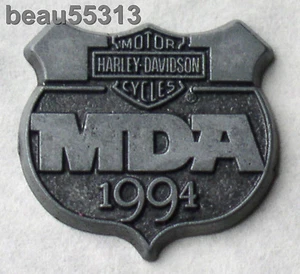 beau55313
MOTOR
HARLEY-DAVIDSON
CYCLES
MDA
1994